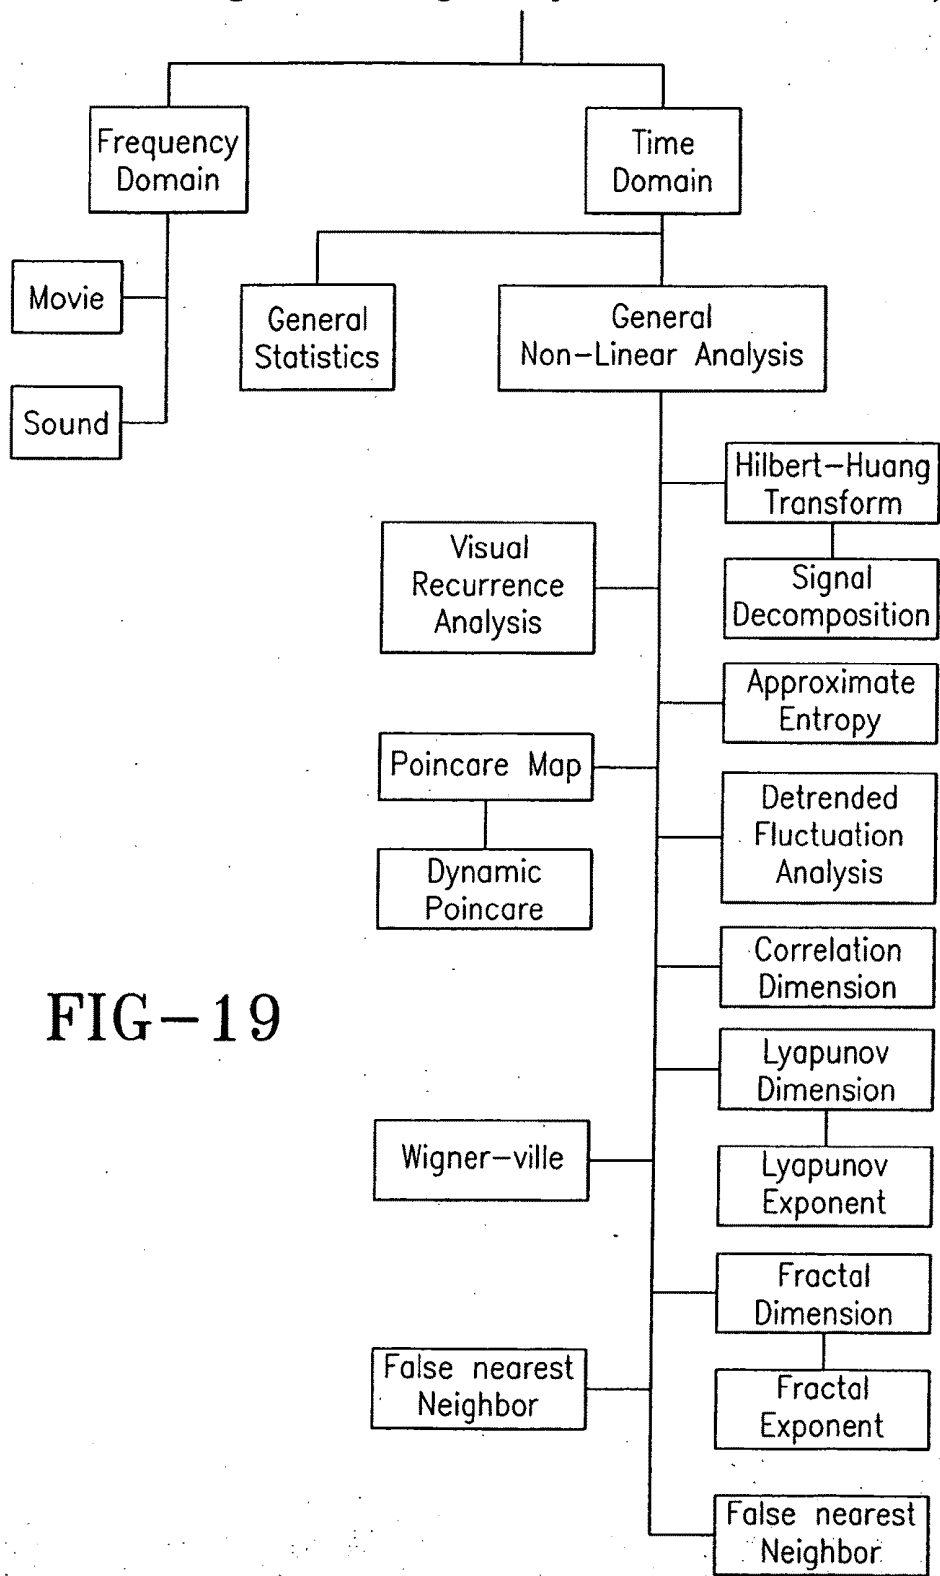 Frequency
Domain
Time
Domain
Movie
Sound
General
Statistics
General
Non-Linear Analysis
Hilbert-Huang
Transform
Signal
Decomposition
Visual
Recurrence
Analysis
Approximate
Entropy
Poincare Map
Dynamic
Poincare
Detrended
Fluctuation
Analysis
Correlation
Dimension
FIG-19
Lyapunov
Dimension
Lyapunov
Exponent
Wigner-ville
Fractal
Dimension
Fractal
Exponent
False nearest
Neighbor
False nearest
Neighbor